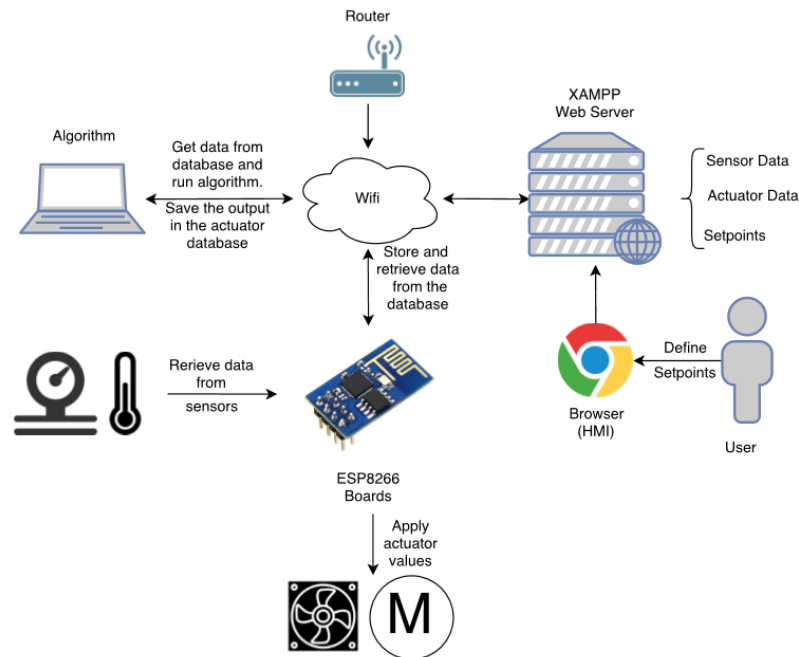 Router
XAMPP
Web Server
Algorithm
Get data from
database and
run algorithm.
Save the output
in the actuator
database
Wifi
Sensor Data
Actuator Data
Setpoints
Store and
retrieve data
from the
database
Rerieve data
from
sensors
Define
Setpoints
Browser
(HMI)
User
ESP8266
Boards
Apply
actuator
values
M